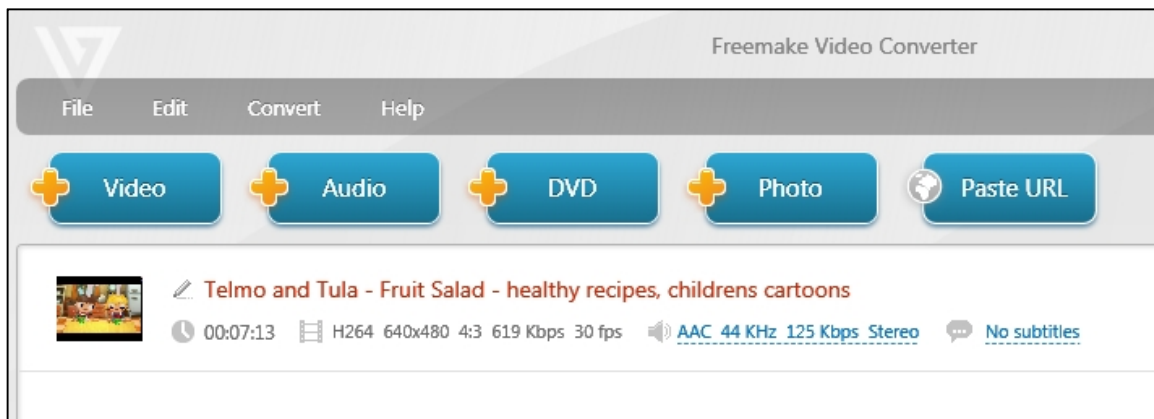 Freemake Video Converter
File Edit Convert Help
Video Audio DVD Photo Paste URL
Telmo and Tula - Fruit Salad - healthy recipes, childrens cartoons
00:07:13 H264 640x480 4:3 619 Kbps 30 fps AAC 44 KHz 125 Kbps Stereo No subtitles